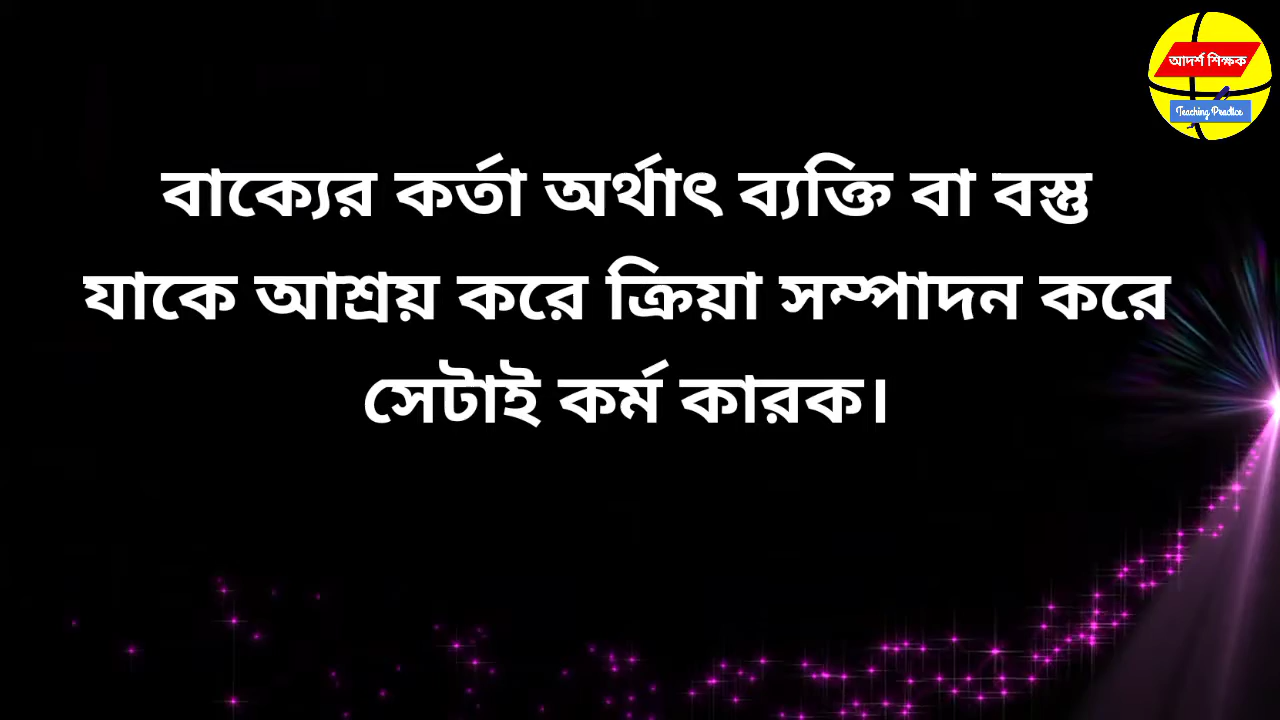 আদর্শ শিক্ষক
Teaching Practice
বাক্যের কর্তা অর্থাৎ ব্যক্তি বা বস্তু
যাকে আশ্রয় করে ক্রিয়া সম্পাদন করে
সেটাই কর্ম কারক।